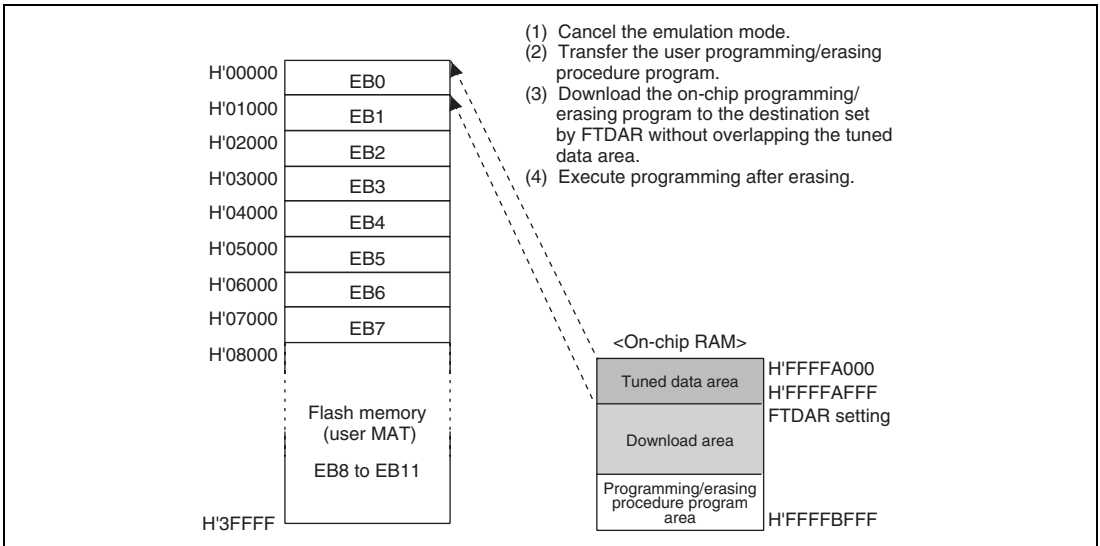 (1) Cancel the emulation mode.
(2) Transfer the user programming/erasing
procedure program.
(3) Download the on-chip programming/
erasing program to the destination set
by FTDAR without overlapping the tuned
data area.
(4) Execute programming after erasing.
H'00000
EB0
H'01000
EB1
H'02000
EB2
H'03000
EB3
H'04000
EB4
H'05000
EB5
H'06000
EB6
H'07000
EB7
H'08000
Flash memory
(user MAT)
EB8 to EB11
H'3FFFF
<On-chip RAM>
Tuned data area
H'FFFFA000
H'FFFFAFFF
FTDAR setting
Download area
Programming/erasing
procedure program
area
H'FFFFBFFF